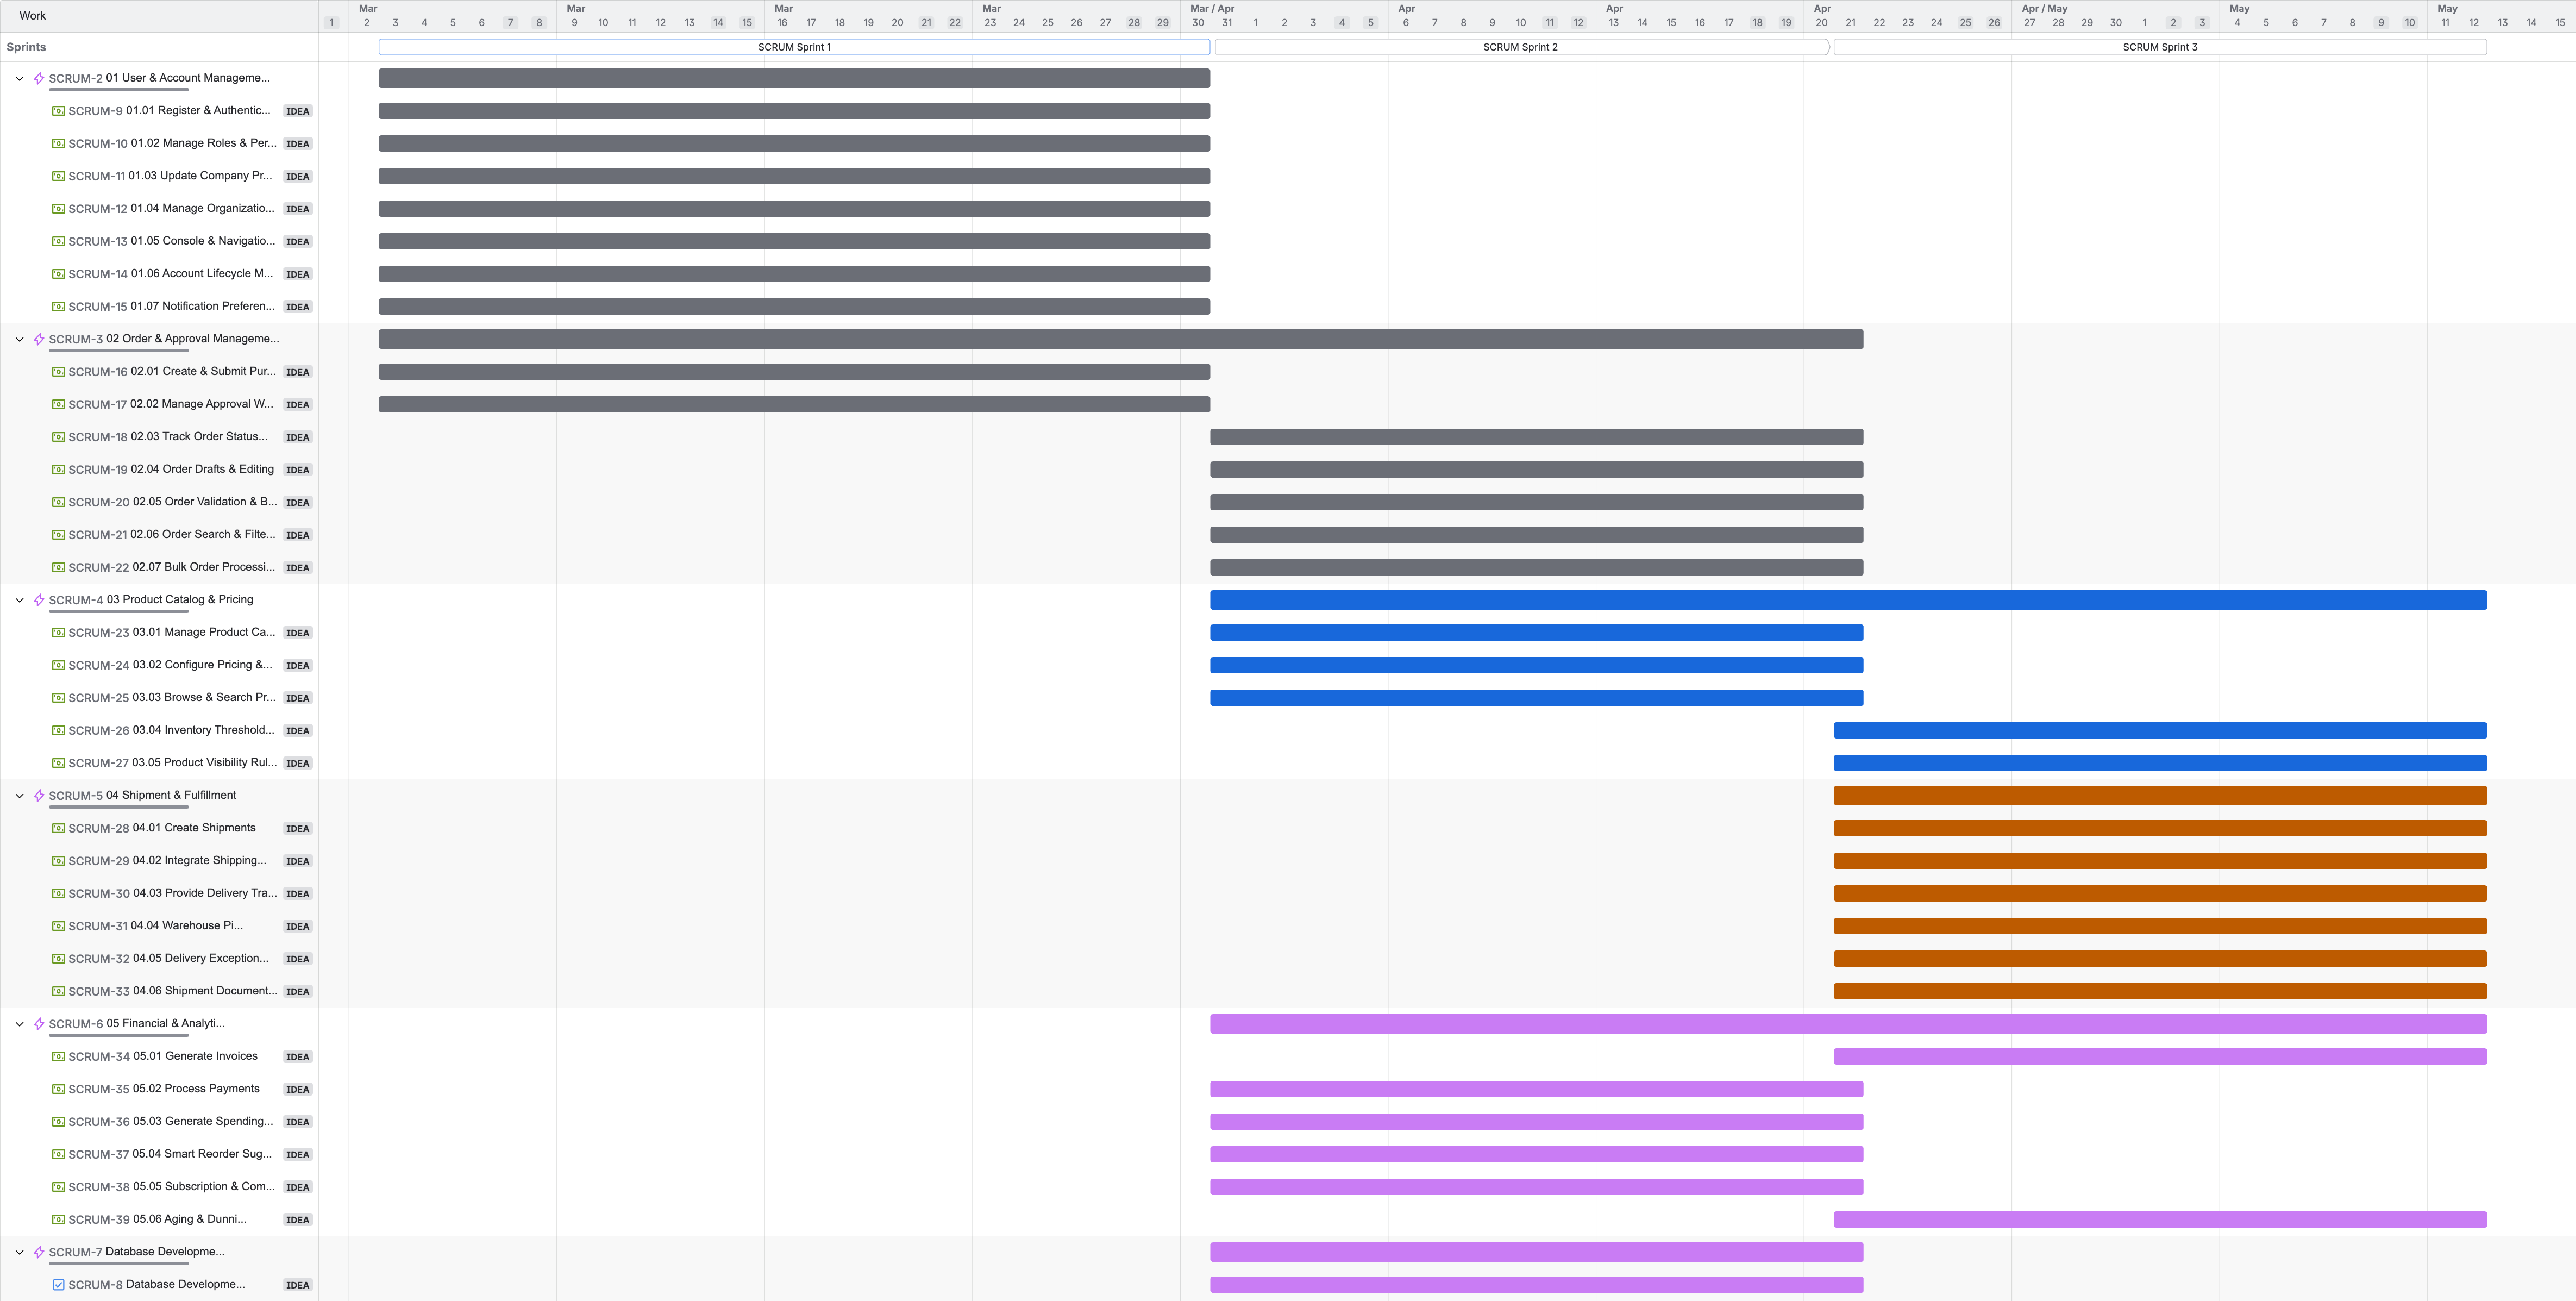 Work
Mar Mar Mar Mar Mar / Apr Apr Apr Apr Apr / May May May
1 2 3 4 5 6 7 8 9 10 11 12 13 14 15 16 17 18 19 20 21 22 23 24 25 26 27 28 29 30 31 1 2 3 4 5 6 7 8 9 10 11 12 13 14 15 16 17 18 19 20 21 22 23 24 25 26 27 28 29 30 1 2 3 4 5 6 7 8 9 10 11 12 13 14 15
Sprints SCRUM Sprint 1 SCRUM Sprint 2 SCRUM Sprint 3
SCRUM-2 01 User & Account Manageme...
SCRUM-9 01.01 Register & Authentic... IDEA
SCRUM-10 01.02 Manage Roles & Per... IDEA
SCRUM-11 01.03 Update Company Pr... IDEA
SCRUM-12 01.04 Manage Organizatio... IDEA
SCRUM-13 01.05 Console & Navigatio... IDEA
SCRUM-14 01.06 Account Lifecycle M... IDEA
SCRUM-15 01.07 Notification Preferen... IDEA
SCRUM-3 02 Order & Approval Manageme...
SCRUM-16 02.01 Create & Submit Pur... IDEA
SCRUM-17 02.02 Manage Approval W... IDEA
SCRUM-18 02.03 Track Order Status... IDEA
SCRUM-19 02.04 Order Drafts & Editing IDEA
SCRUM-20 02.05 Order Validation & B... IDEA
SCRUM-21 02.06 Order Search & Filte... IDEA
SCRUM-22 02.07 Bulk Order Processi... IDEA
SCRUM-4 03 Product Catalog & Pricing
SCRUM-23 03.01 Manage Product Ca... IDEA
SCRUM-24 03.02 Configure Pricing &... IDEA
SCRUM-25 03.03 Browse & Search Pr... IDEA
SCRUM-26 03.04 Inventory Threshold... IDEA
SCRUM-27 03.05 Product Visibility Rul... IDEA
SCRUM-5 04 Shipment & Fulfillment
SCRUM-28 04.01 Create Shipments IDEA
SCRUM-29 04.02 Integrate Shipping... IDEA
SCRUM-30 04.03 Provide Delivery Tra... IDEA
SCRUM-31 04.04 Warehouse Pi... IDEA
SCRUM-32 04.05 Delivery Exception... IDEA
SCRUM-33 04.06 Shipment Document... IDEA
SCRUM-6 05 Financial & Analyti...
SCRUM-34 05.01 Generate Invoices IDEA
SCRUM-35 05.02 Process Payments IDEA
SCRUM-36 05.03 Generate Spending... IDEA
SCRUM-37 05.04 Smart Reorder Sug... IDEA
SCRUM-38 05.05 Subscription & Com... IDEA
SCRUM-39 05.06 Aging & Dunni... IDEA
SCRUM-7 Database Developme...
SCRUM-8 Database Developme... IDEA